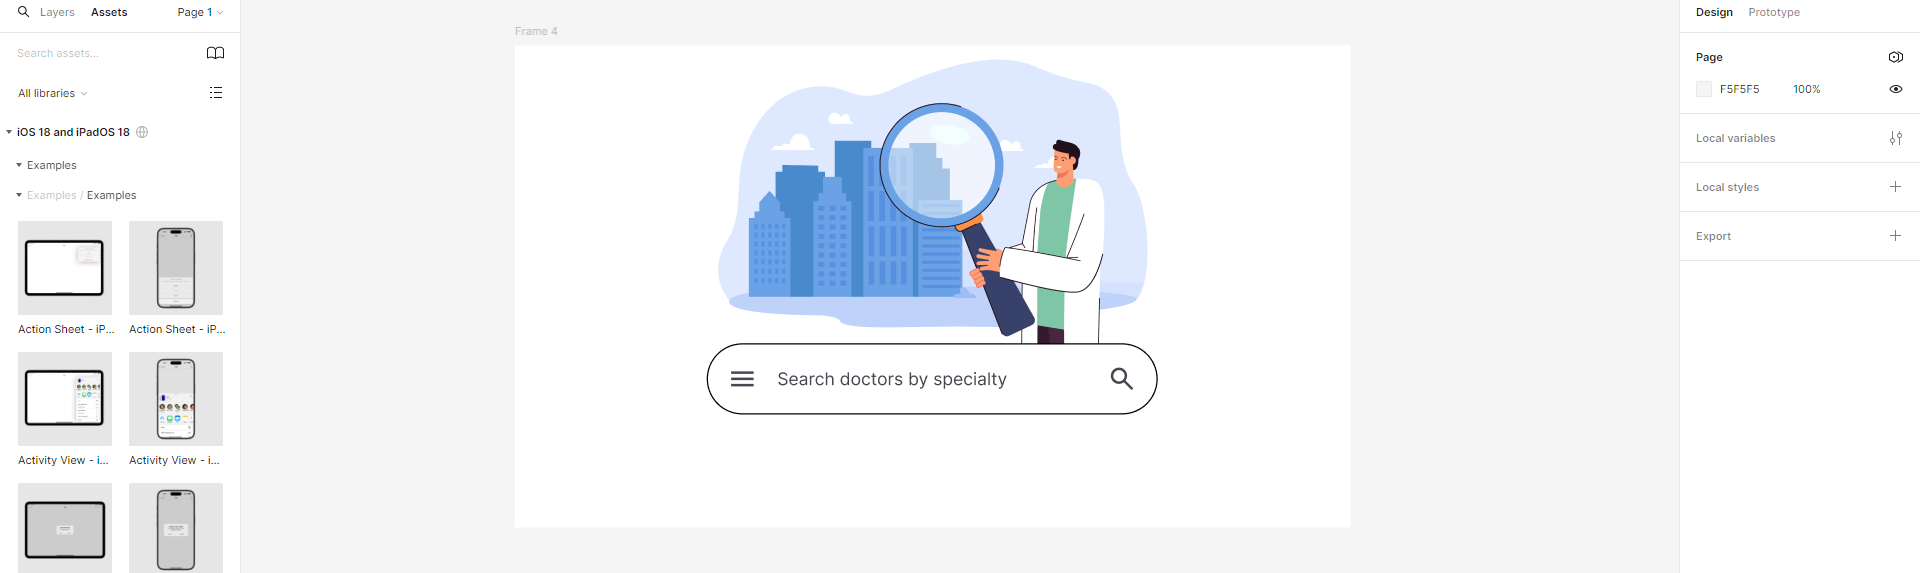 Layers Assets Page 1
Search assets...
All libraries
iOS 18 and iPadOS 18
Examples
Examples / Examples
Action Sheet - iP... Action Sheet - iP...
Activity View - i... Activity View - i...
Frame 4
Search doctors by specialty
Design Prototype
Page
F5F5F5 100%
Local variables
Local styles
Export